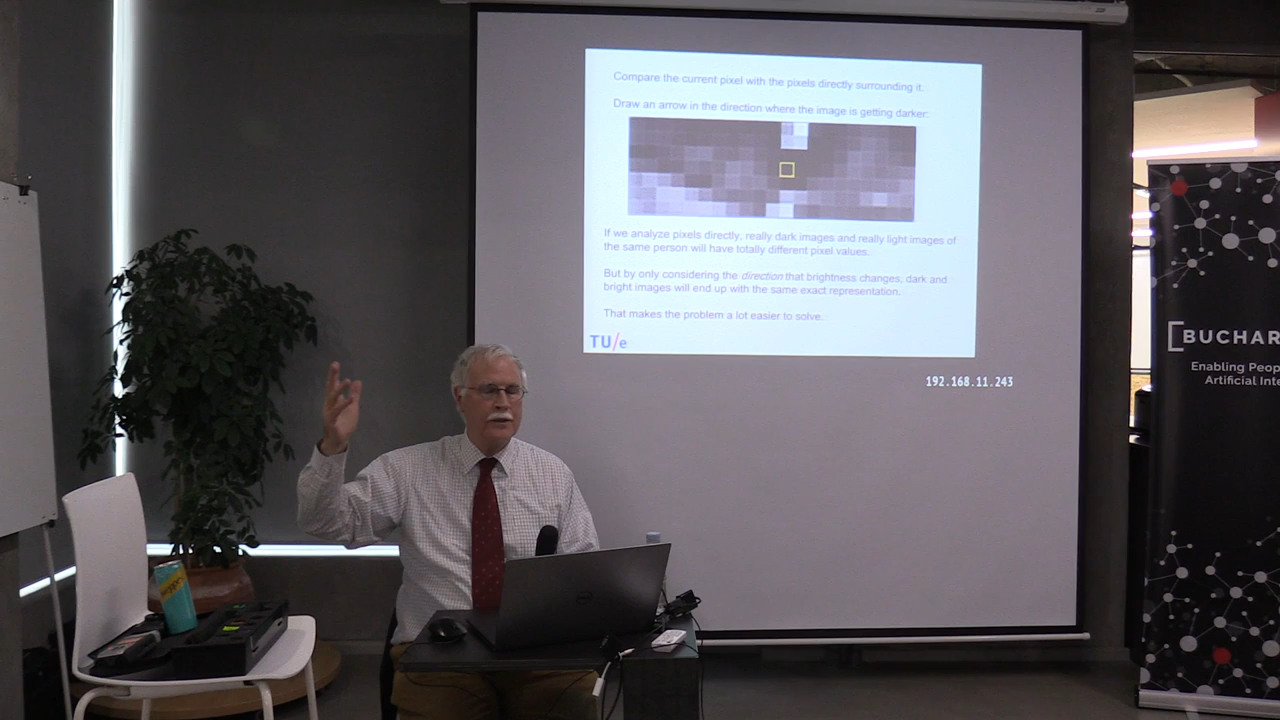 Compare the current pixel with the pixels directly surrounding it.
Draw an arrow in the direction where the image is getting darker:
If we analyze pixels directly, really dark images and really light images of
the same person will have totally different pixel values.
But by only considering the direction that brightness changes, dark and
bright images will end up with the same exact representation.
That makes the problem a lot easier to solve.
TU/e
192.168.11.243
[BUCHAR
Enabling Peop
Artificial Inte
DELL